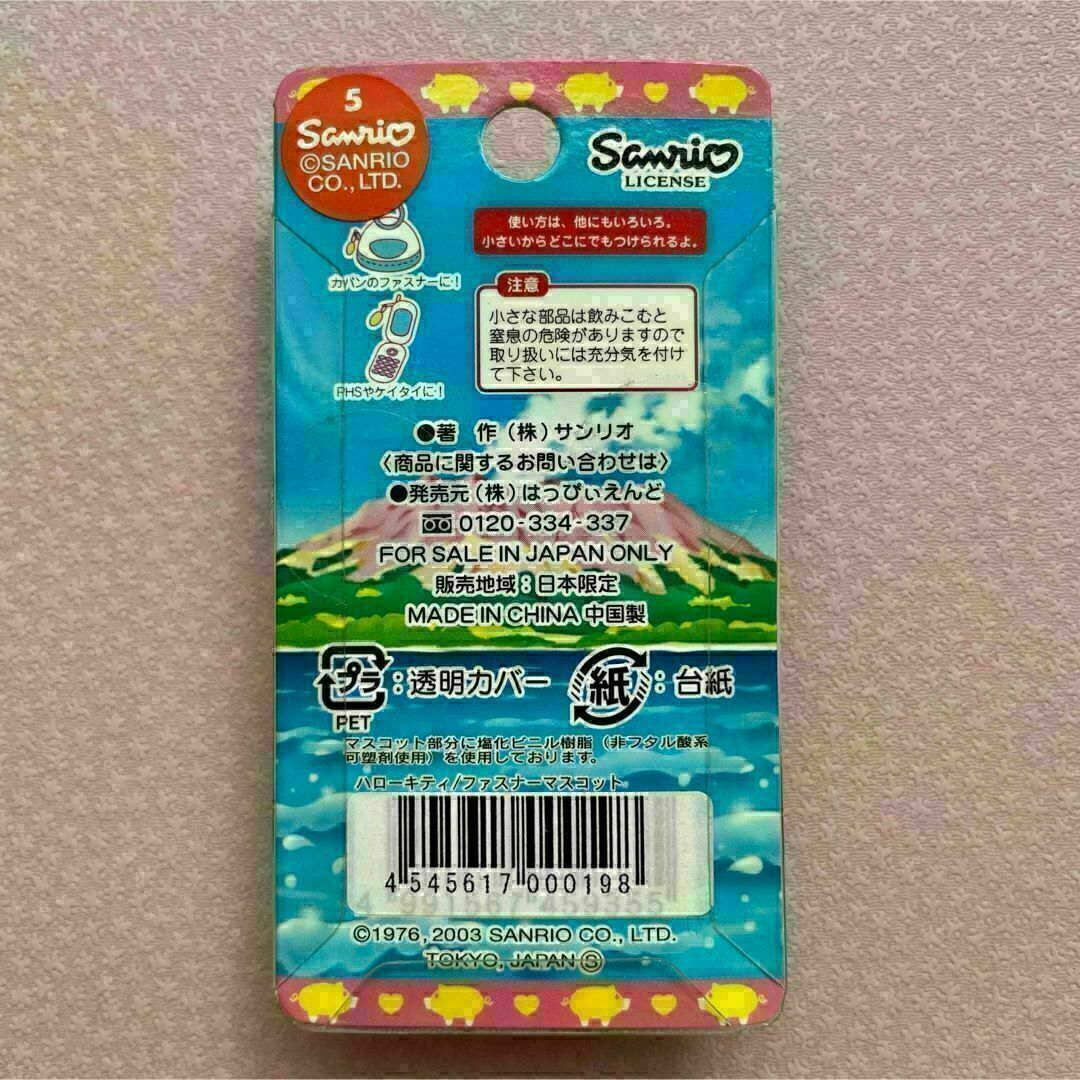 5
Sanrio
©SANRIO
CO., LTD.
Sanrio
LICENSE
使い方は、他にもいろいろ。
小さいからどこにでもつけられるよ。
カバンのファスナーに!
PHSやケイタイに!
注意
小さな部品は飲みこむと
窒息の危険がありますので
取り扱いには充分気を付け
て下さい。
●著 作(株)サンリオ
〈商品に関するお問い合わせは〉
●発売元(株)はっぴぃえんど
0120-334-337
FOR SALE IN JAPAN ONLY
販売地域:日本限定
MADE IN CHINA 中国製
プラ:透明カバー
PET
紙:台紙
マスコット部分に塩化ビニル樹脂(非フタル酸系
可塑剤使用)を使用しております。
ハローキティ/ファスナーマスコット
4 545617 000198
4 991567 459355
©1976, 2003 SANRIO CO., LTD.
TOKYO, JAPAN Ⓢ